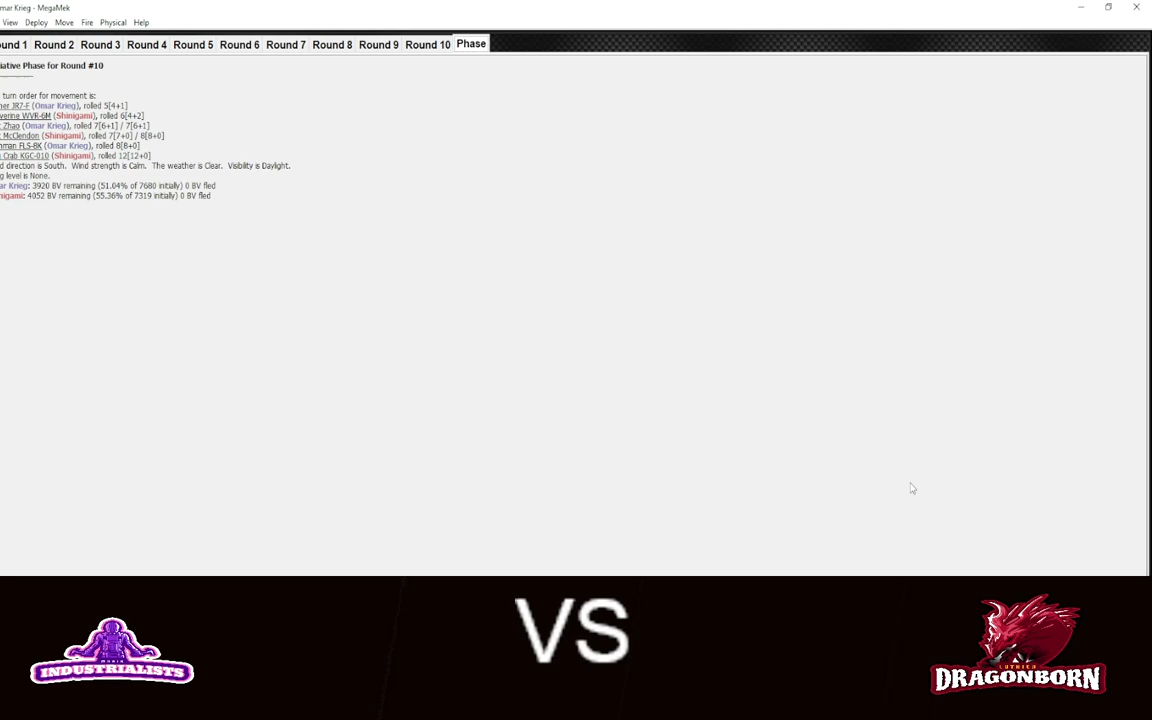 mar Krieg - MegaMek
View Deploy Move Fire Physical Help
und 1 Round 2 Round 3 Round 4 Round 5 Round 6 Round 7 Round 8 Round 9 Round 10 Phase
iative Phase for Round #10
turn order for movement is:
ner JR7-F (Omar Krieg), rolled 5[4+1]
verine WVR-6M (Shinigami), rolled 6[4+2]
Zhao (Omar Krieg), rolled 7[6+1] / 7[6+1]
McClendon (Shinigami), rolled 7[7+0] / 8[8+0]
hman FLS-8K (Omar Krieg), rolled 8[8+0]
Crab KGC-010 (Shinigami), rolled 12[12+0]
d direction is South. Wind strength is Calm. The weather is Clear. Visibility is Daylight.
g level is None.
ar Krieg: 3920 BV remaining (51.04% of 7680 initially) 0 BV fled
nigami: 4052 BV remaining (55.36% of 7319 initially) 0 BV fled
VS
INDUSTRIALISTS
LUTHIEN
DRAGONBORN